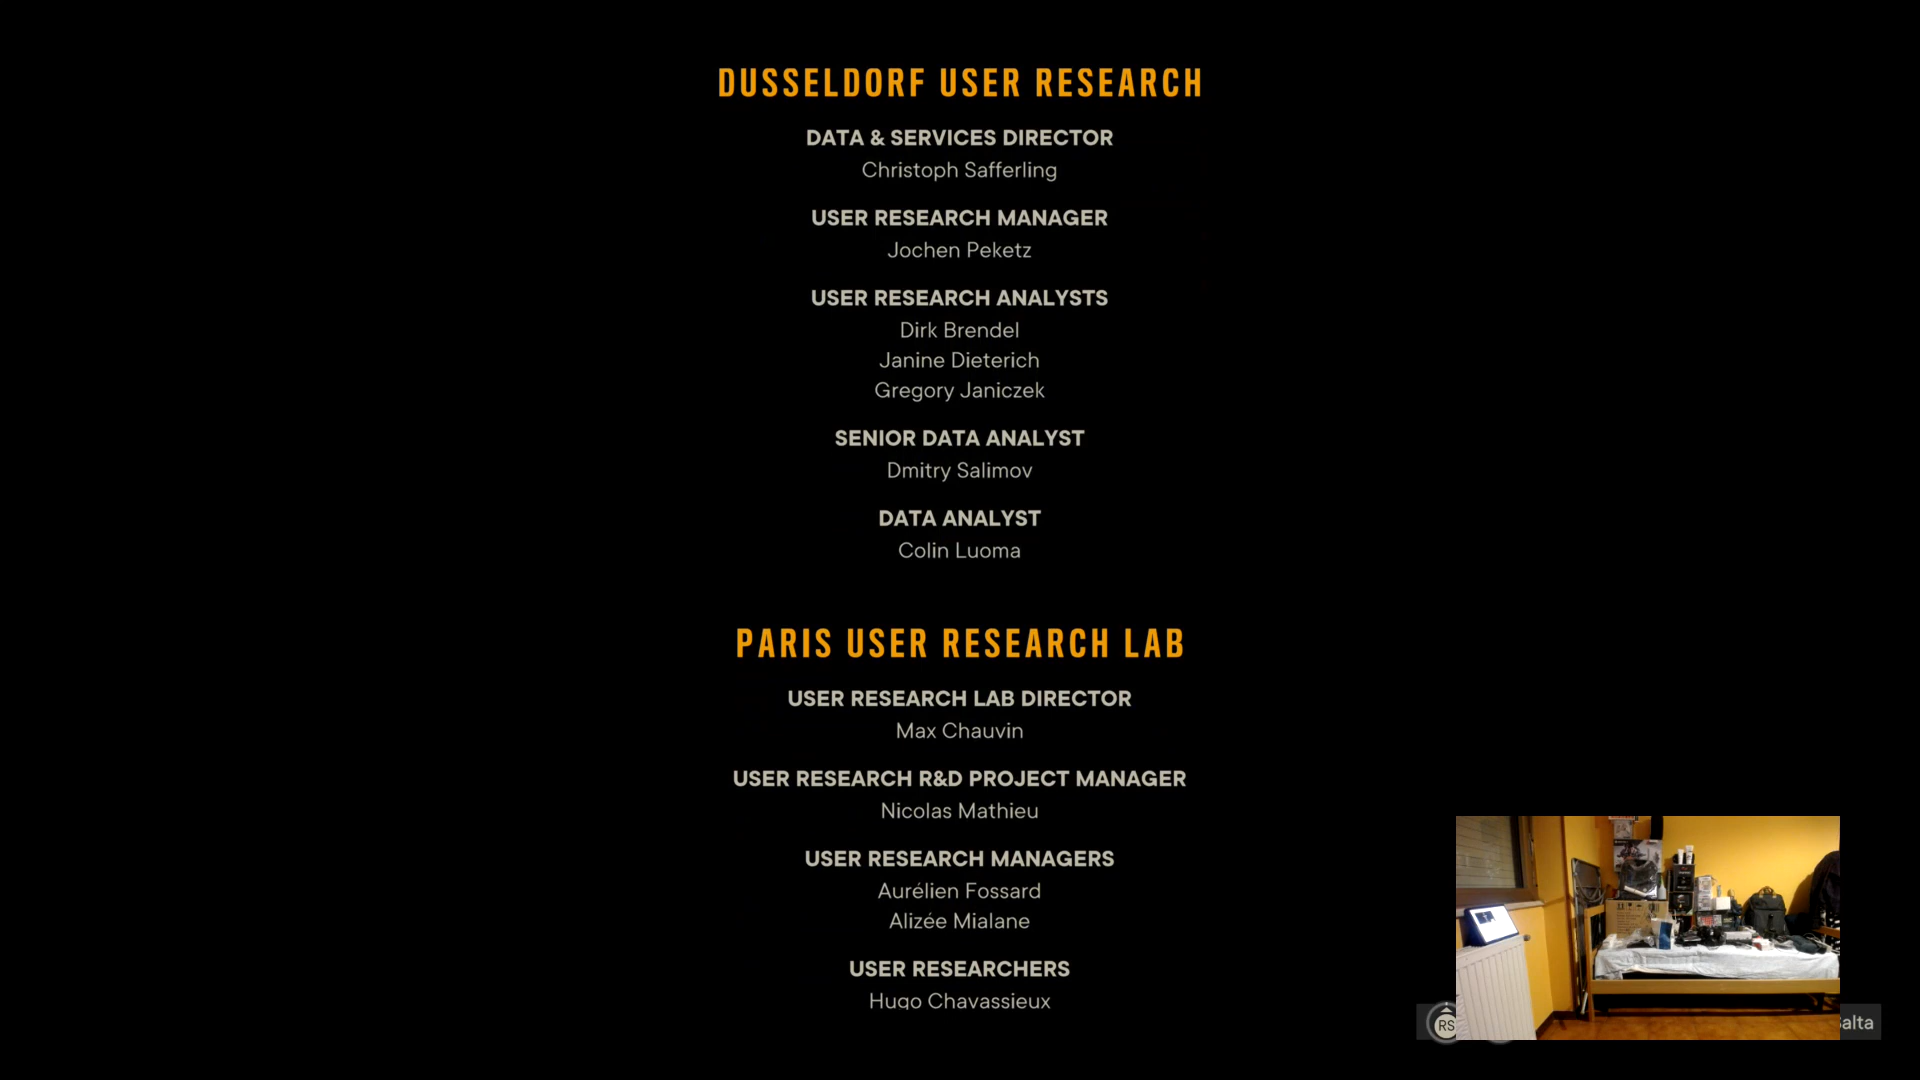 DUSSELDORF USER RESEARCH
DATA & SERVICES DIRECTOR
Christoph Safferling
USER RESEARCH MANAGER
Jochen Peketz
USER RESEARCH ANALYSTS
Dirk Brendel
Janine Dieterich
Gregory Janiczek
SENIOR DATA ANALYST
Dmitry Salimov
DATA ANALYST
Colin Luoma
PARIS USER RESEARCH LAB
USER RESEARCH LAB DIRECTOR
Max Chauvin
USER RESEARCH R&D PROJECT MANAGER
Nicolas Mathieu
USER RESEARCH MANAGERS
Aurélien Fossard
Alizée Mialane
USER RESEARCHERS
Hugo Chavassieux
RS